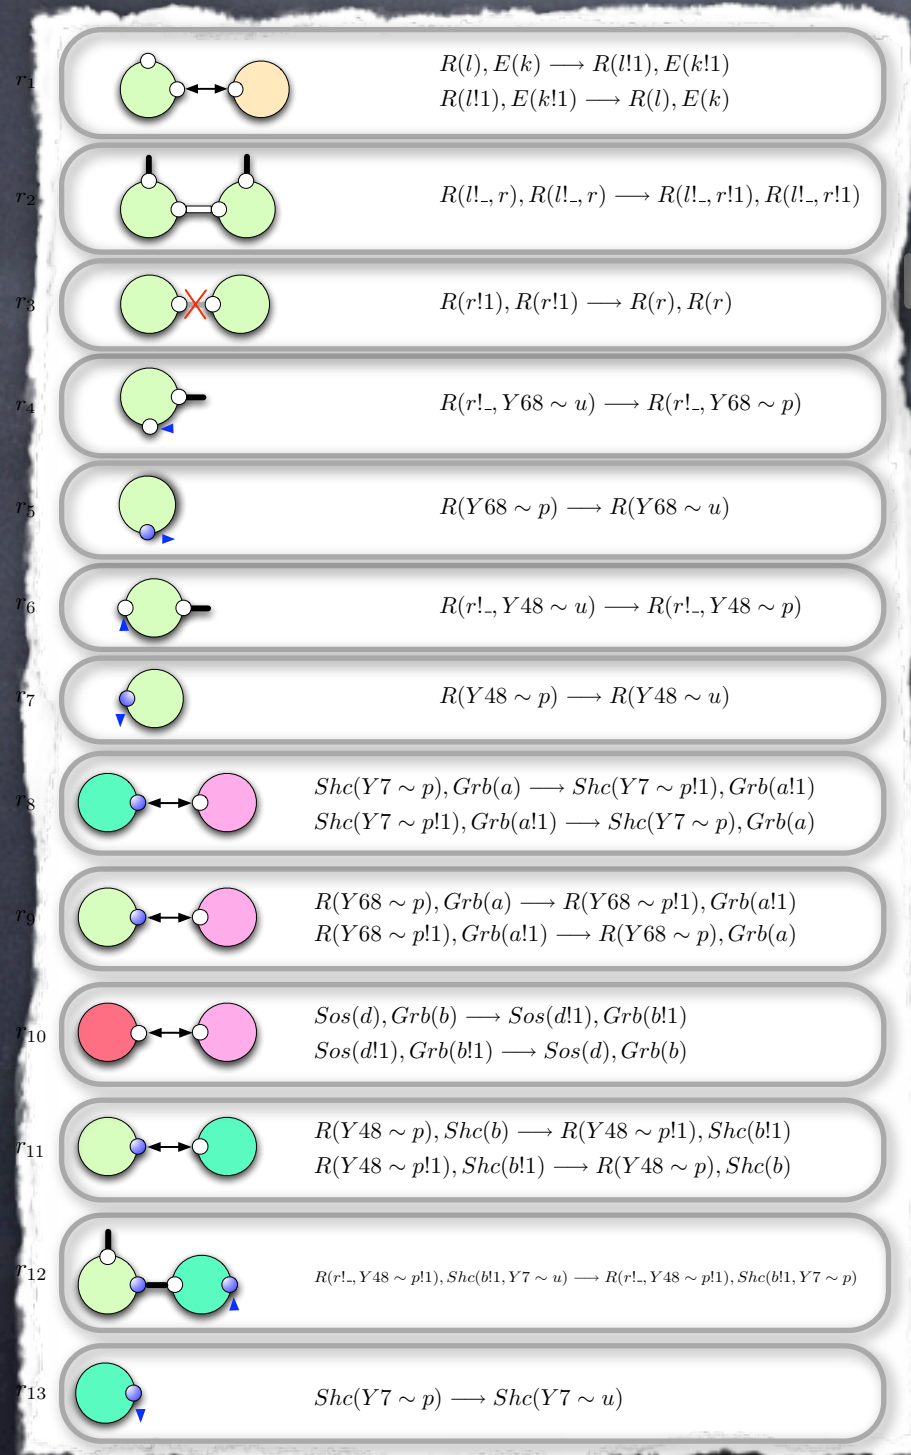 r₁
R(l), E(k) ⟶ R(l!1), E(k!1)
R(l!1), E(k!1) ⟶ R(l), E(k)
r₂
R(l!_, r), R(l!_, r) ⟶ R(l!_, r!1), R(l!_, r!1)
r₃
R(r!1), R(r!1) ⟶ R(r), R(r)
r₄
R(r!_, Y68 ∼ u) ⟶ R(r!_, Y68 ∼ p)
r₅
R(Y68 ∼ p) ⟶ R(Y68 ∼ u)
r₆
R(r!_, Y48 ∼ u) ⟶ R(r!_, Y48 ∼ p)
r₇
R(Y48 ∼ p) ⟶ R(Y48 ∼ u)
r₈
Shc(Y7 ∼ p), Grb(a) ⟶ Shc(Y7 ∼ p!1), Grb(a!1)
Shc(Y7 ∼ p!1), Grb(a!1) ⟶ Shc(Y7 ∼ p), Grb(a)
r₉
R(Y68 ∼ p), Grb(a) ⟶ R(Y68 ∼ p!1), Grb(a!1)
R(Y68 ∼ p!1), Grb(a!1) ⟶ R(Y68 ∼ p), Grb(a)
r₁₀
Sos(d), Grb(b) ⟶ Sos(d!1), Grb(b!1)
Sos(d!1), Grb(b!1) ⟶ Sos(d), Grb(b)
r₁₁
R(Y48 ∼ p), Shc(b) ⟶ R(Y48 ∼ p!1), Shc(b!1)
R(Y48 ∼ p!1), Shc(b!1) ⟶ R(Y48 ∼ p), Shc(b)
r₁₂
R(r!_, Y48 ∼ p!1), Shc(b!1, Y7 ∼ u) ⟶ R(r!_, Y48 ∼ p!1), Shc(b!1, Y7 ∼ p)
r₁₃
Shc(Y7 ∼ p) ⟶ Shc(Y7 ∼ u)